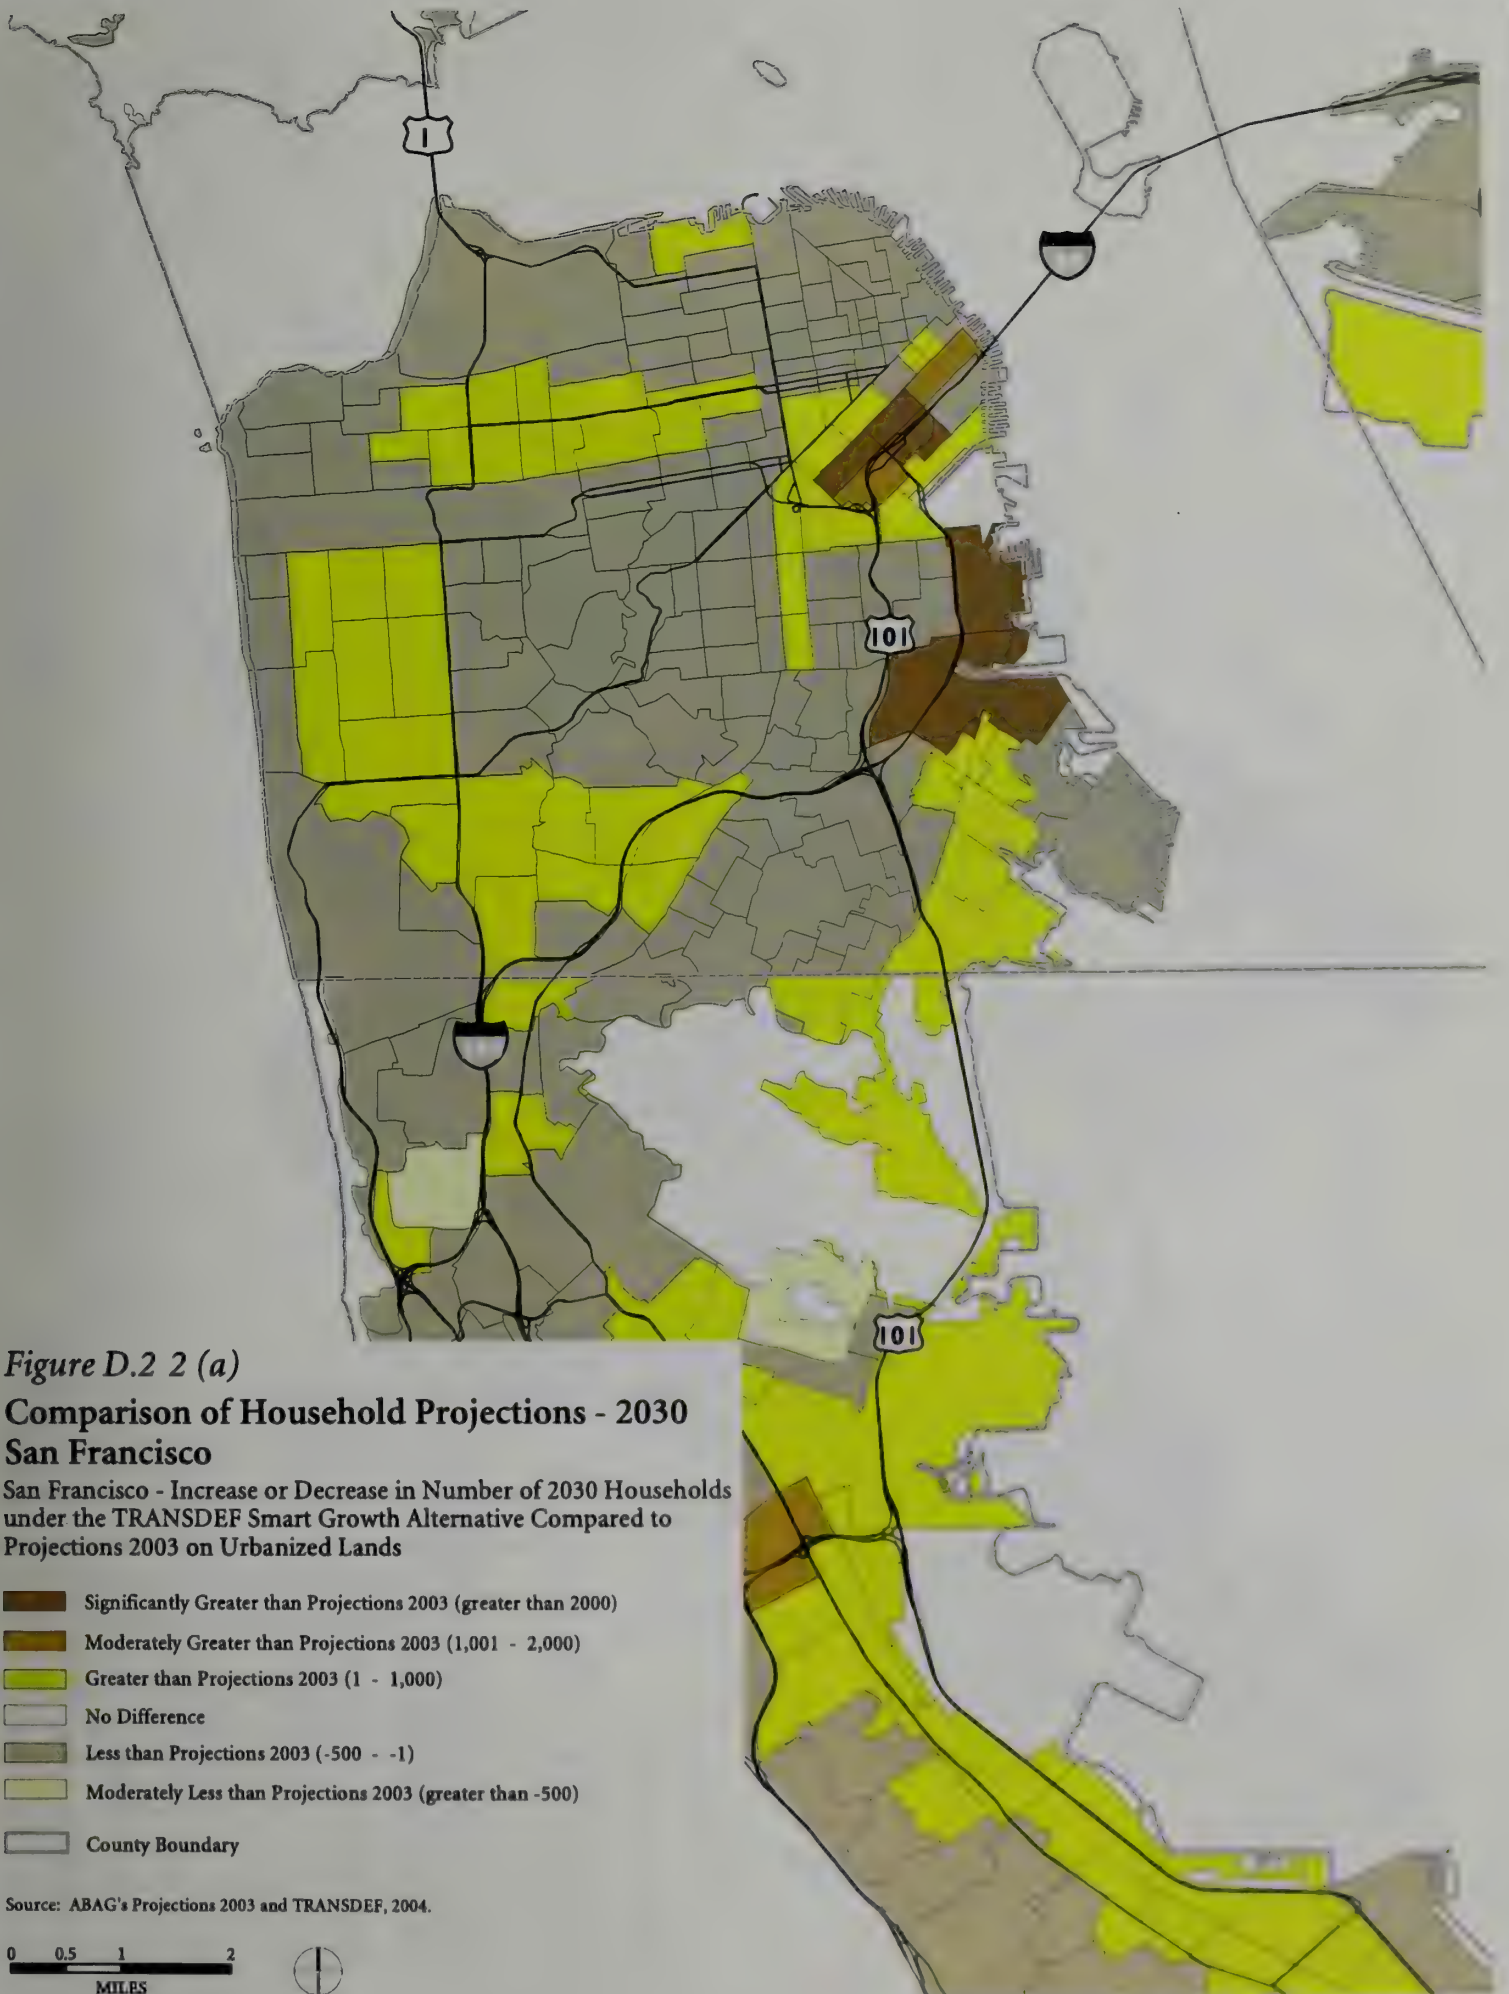 1
101
101
Figure D.2 2 (a)
Comparison of Household Projections - 2030
San Francisco
San Francisco - Increase or Decrease in Number of 2030 Households
under the TRANSDEF Smart Growth Alternative Compared to
Projections 2003 on Urbanized Lands
Significantly Greater than Projections 2003 (greater than 2000)
Moderately Greater than Projections 2003 (1,001 - 2,000)
Greater than Projections 2003 (1 - 1,000)
No Difference
Less than Projections 2003 (-500 - -1)
Moderately Less than Projections 2003 (greater than -500)
County Boundary
Source: ABAG's Projections 2003 and TRANSDEF, 2004.
0 0.5 1 2
MILES